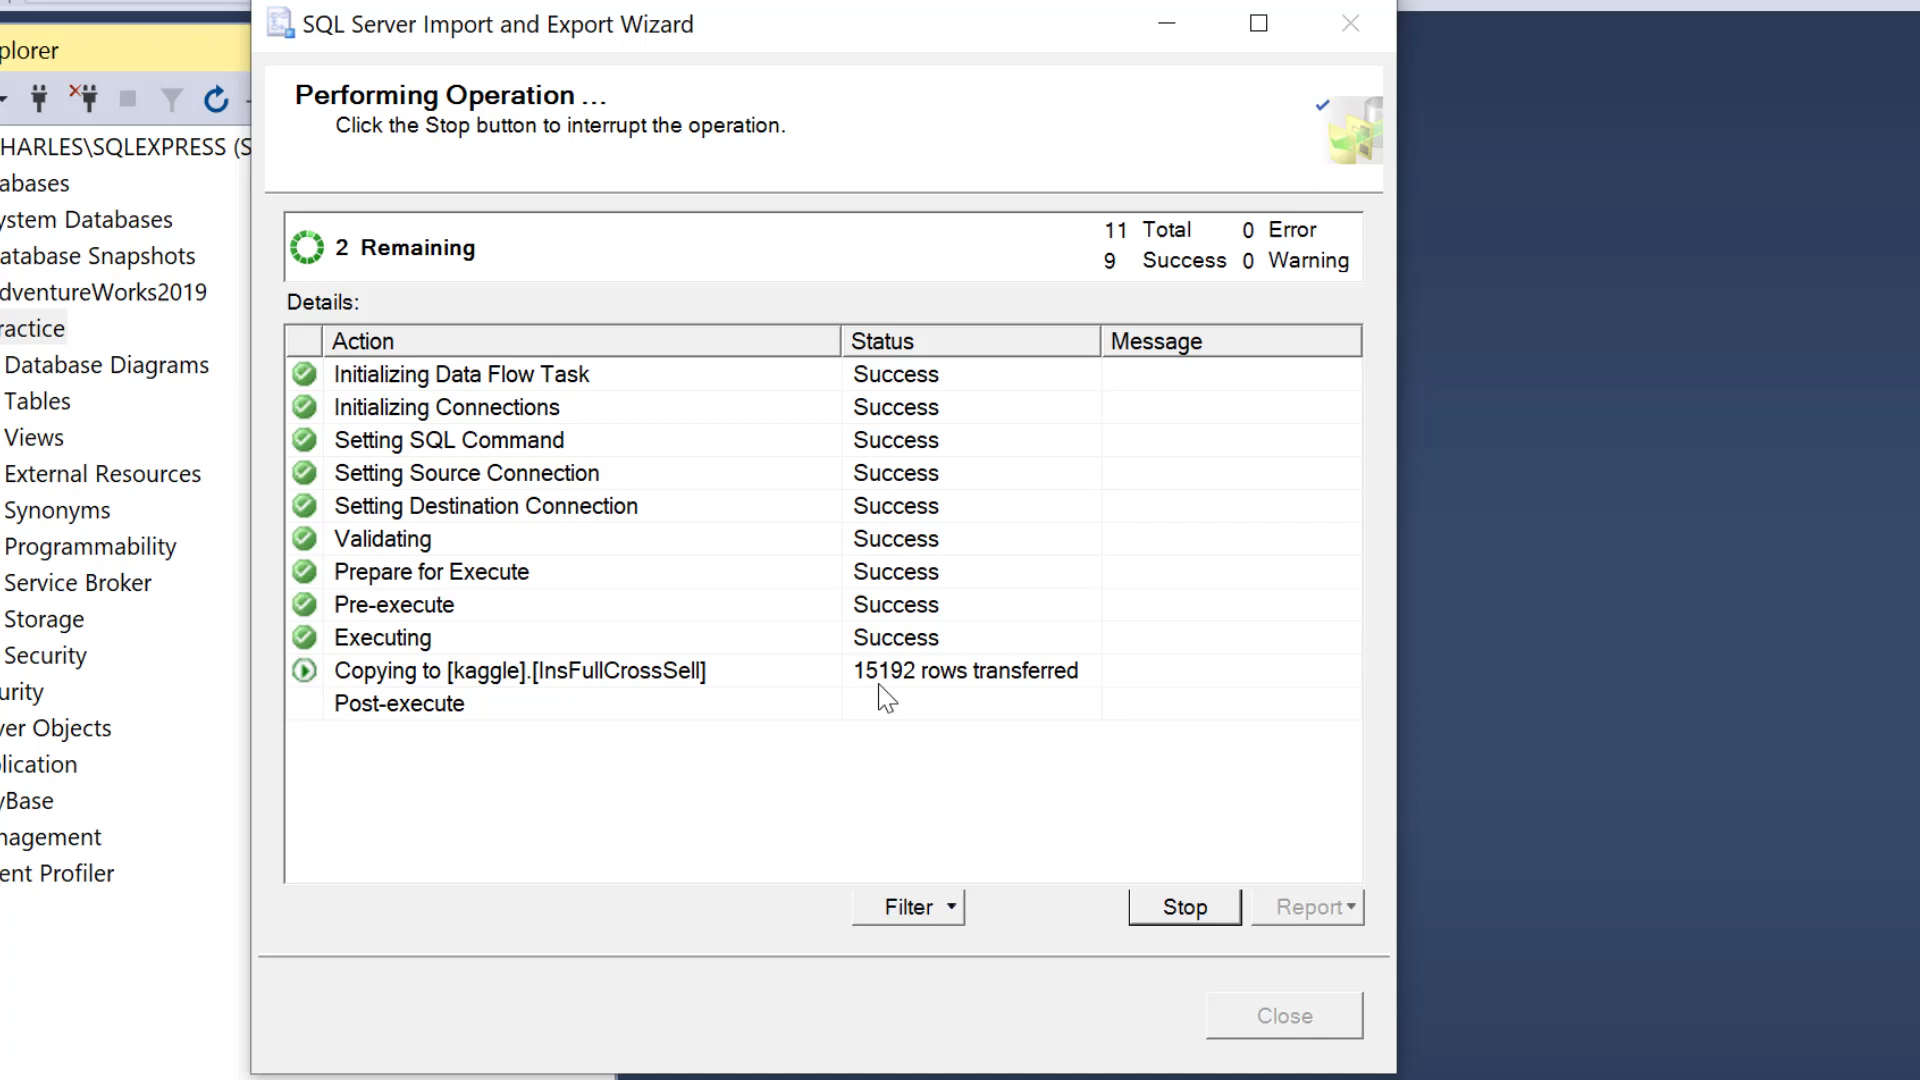 SQL Server Import and Export Wizard
plorer
Performing Operation ...
Click the Stop button to interrupt the operation.
HARLES\SQLEXPRESS (S
abases
ystem Databases
atabase Snapshots
dventureWorks2019
ractice
Database Diagrams
Tables
Views
External Resources
Synonyms
Programmability
Service Broker
Storage
Security
urity
ver Objects
lication
yBase
nagement
ent Profiler
2 Remaining
11 Total 0 Error
9 Success 0 Warning
Details:
Action Status Message
Initializing Data Flow Task Success
Initializing Connections Success
Setting SQL Command Success
Setting Source Connection Success
Setting Destination Connection Success
Validating Success
Prepare for Execute Success
Pre-execute Success
Executing Success
Copying to [kaggle].[InsFullCrossSell] 15192 rows transferred
Post-execute
Filter Stop Report
Close